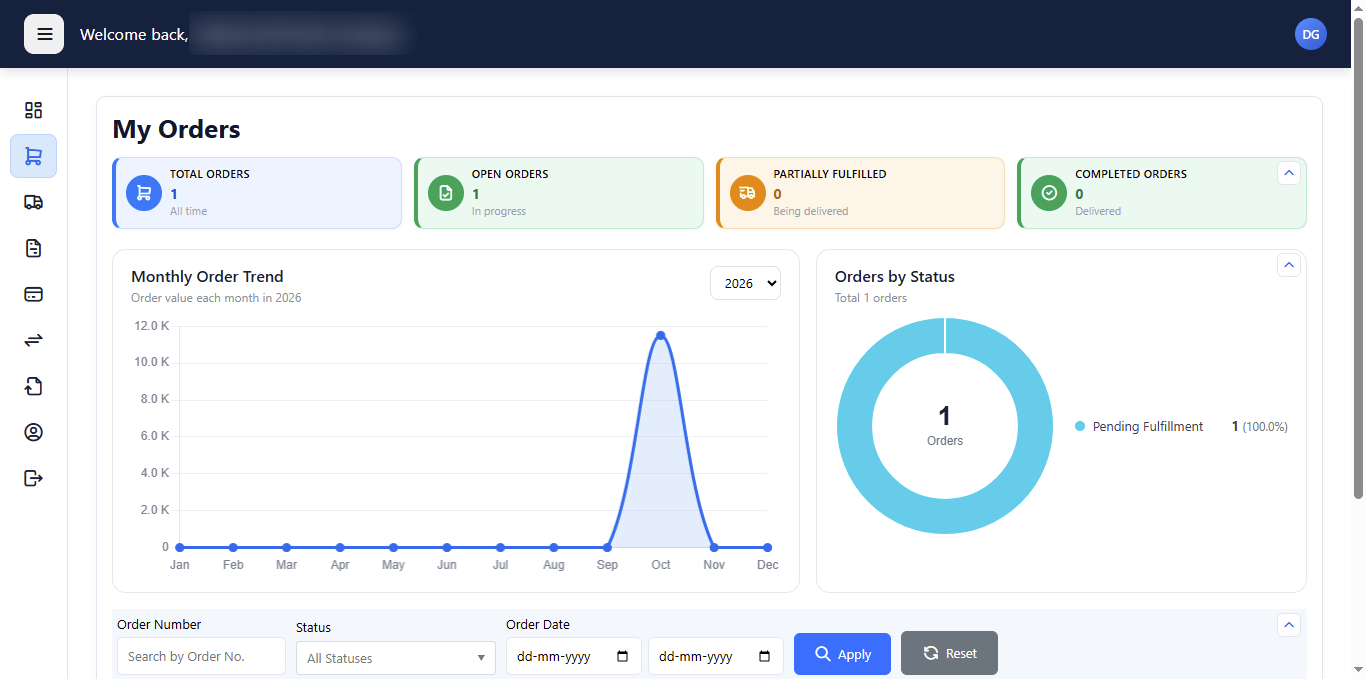 Welcome back,
DG
My Orders
TOTAL ORDERS
1
All time
OPEN ORDERS
1
In progress
PARTIALLY FULFILLED
0
Being delivered
COMPLETED ORDERS
0
Delivered
Monthly Order Trend
Order value each month in 2026
2026
12.0 K
10.0 K
8.0 K
6.0 K
4.0 K
2.0 K
0
Jan Feb Mar Apr May Jun Jul Aug Sep Oct Nov Dec
Orders by Status
Total 1 orders
1
Orders
Pending Fulfillment 1 (100.0%)
Order Number
Search by Order No.
Status
All Statuses
Order Date
dd-mm-yyyy
dd-mm-yyyy
Apply
Reset